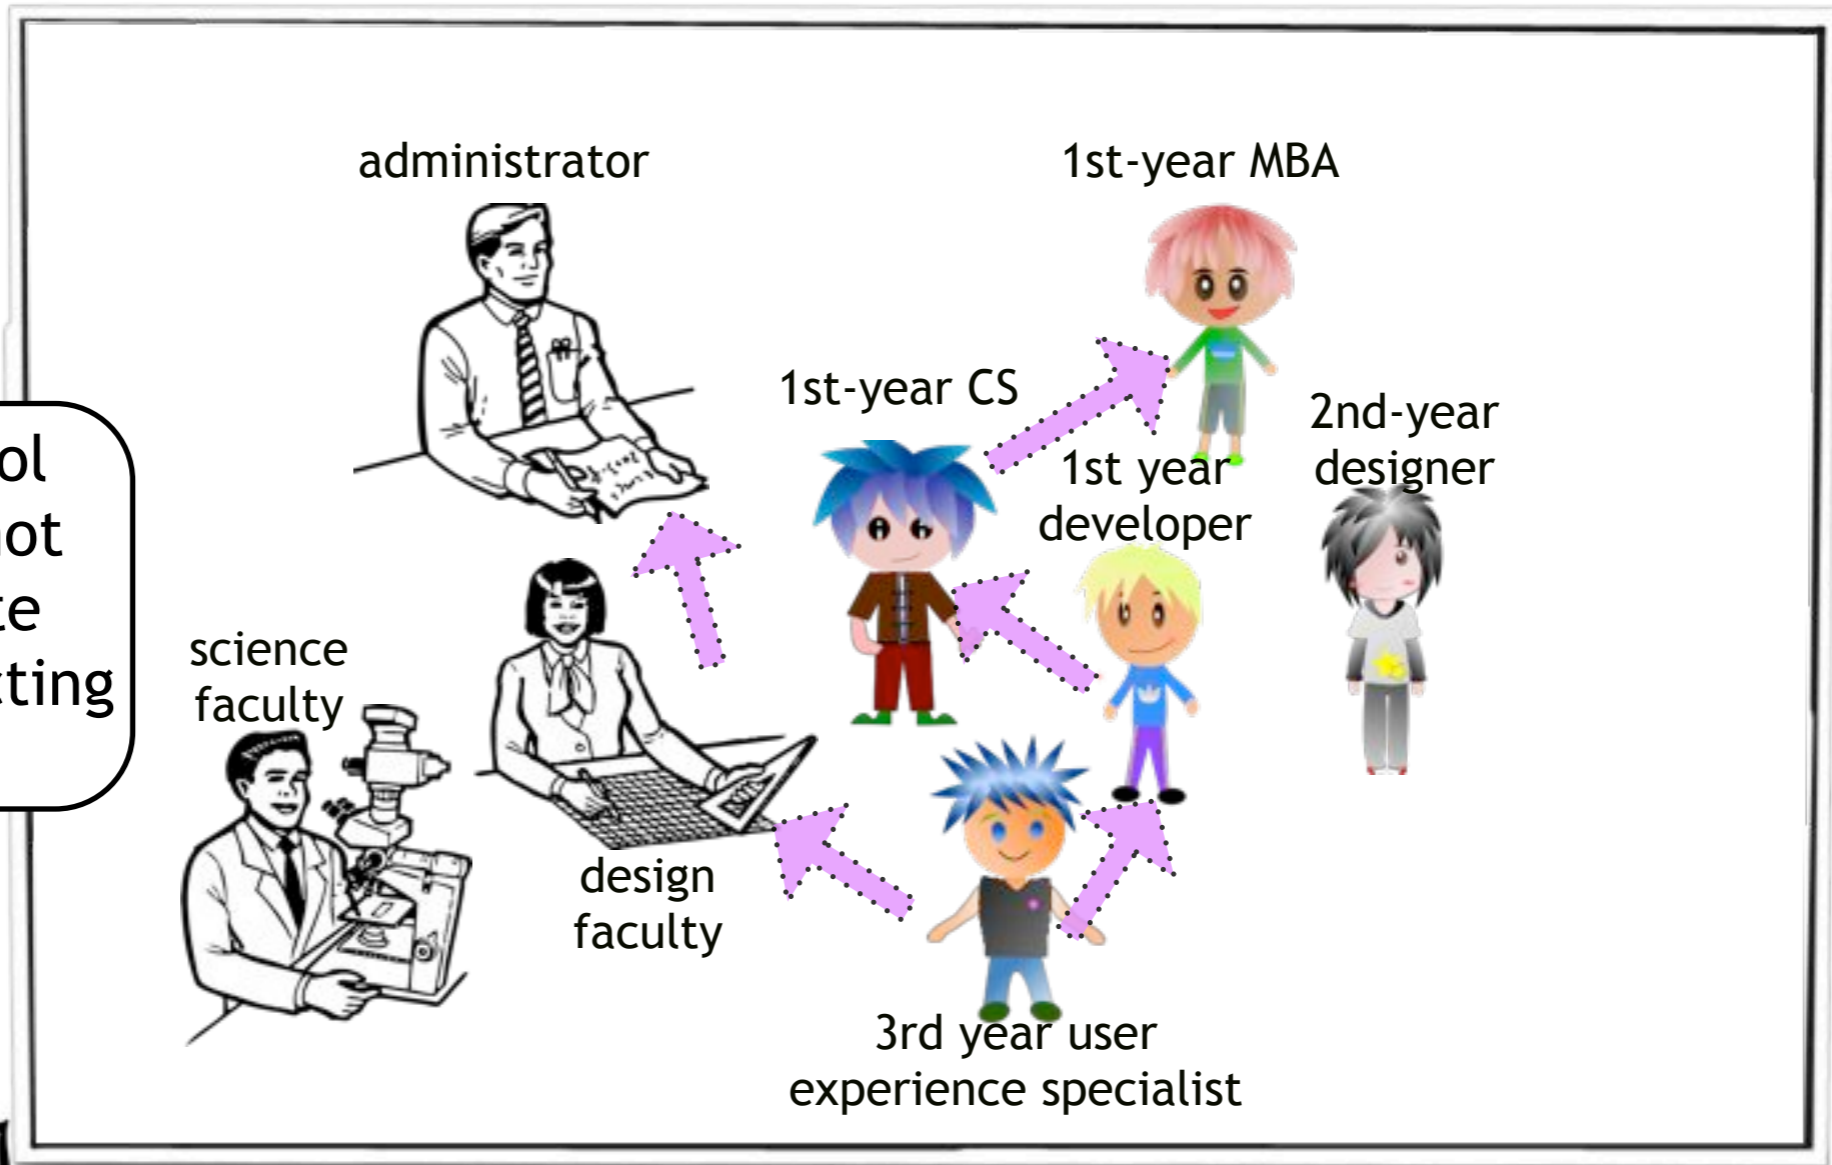 administrator
1st-year MBA
1st-year CS
2nd-year
designer
1st year
developer
science
faculty
design
faculty
3rd year user
experience specialist